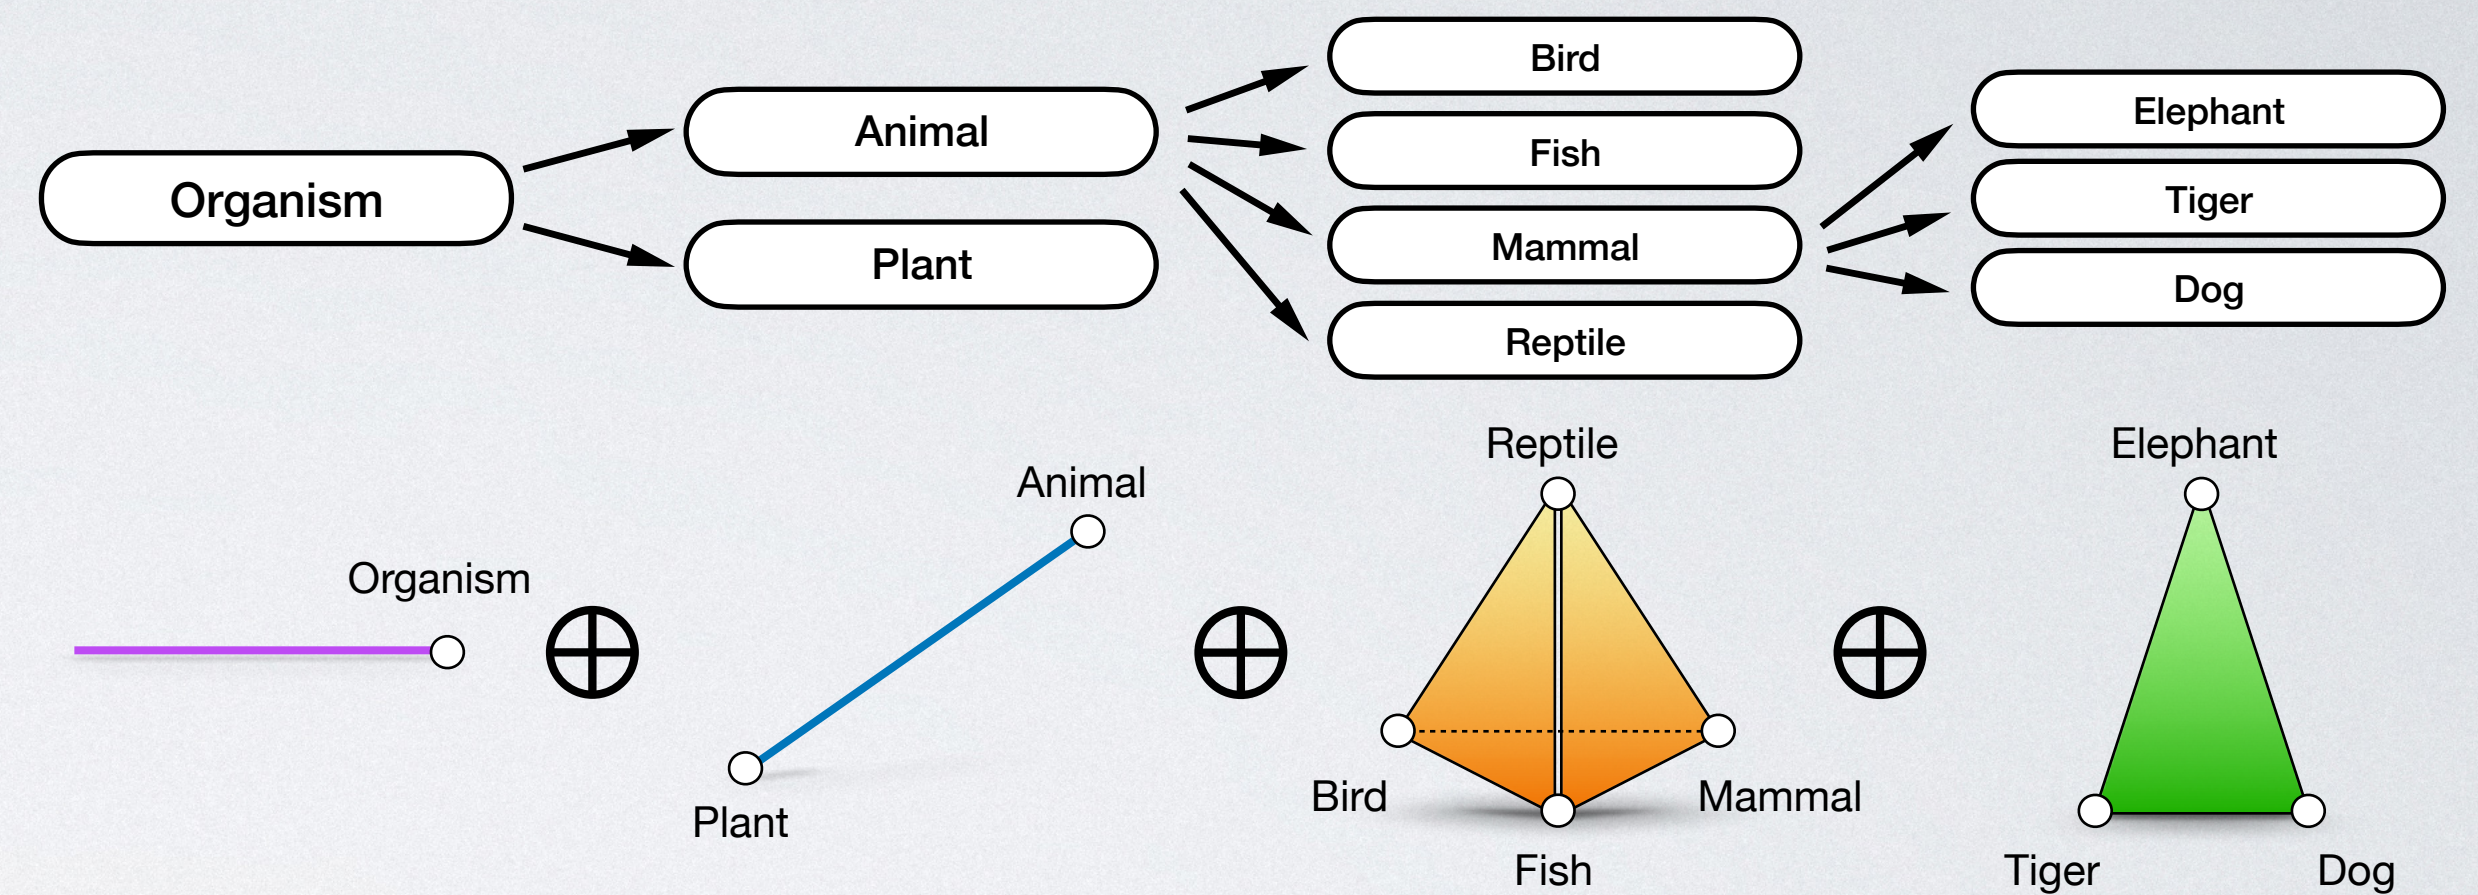 Organism
Animal
Plant
Bird
Fish
Mammal
Reptile
Elephant
Tiger
Dog
Organism
Animal
Plant
Reptile
Bird
Mammal
Fish
Elephant
Tiger
Dog